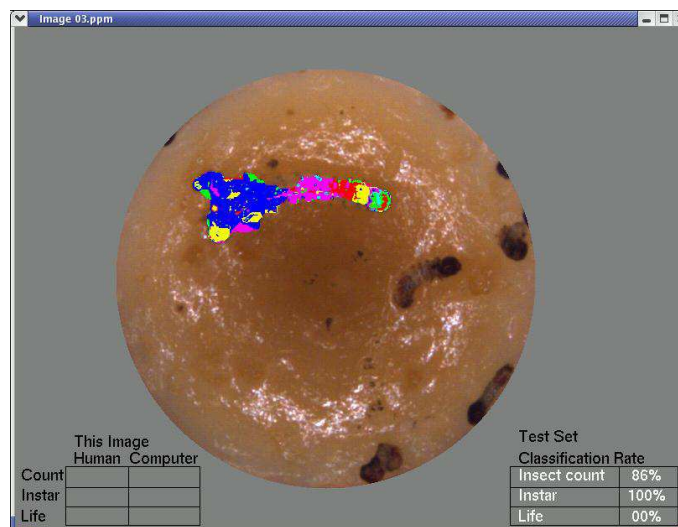 Image 03.ppm
This Image
Human Computer
Count
Instar
Life
Test Set
Classification Rate
Insect count 86%
Instar 100%
Life 00%